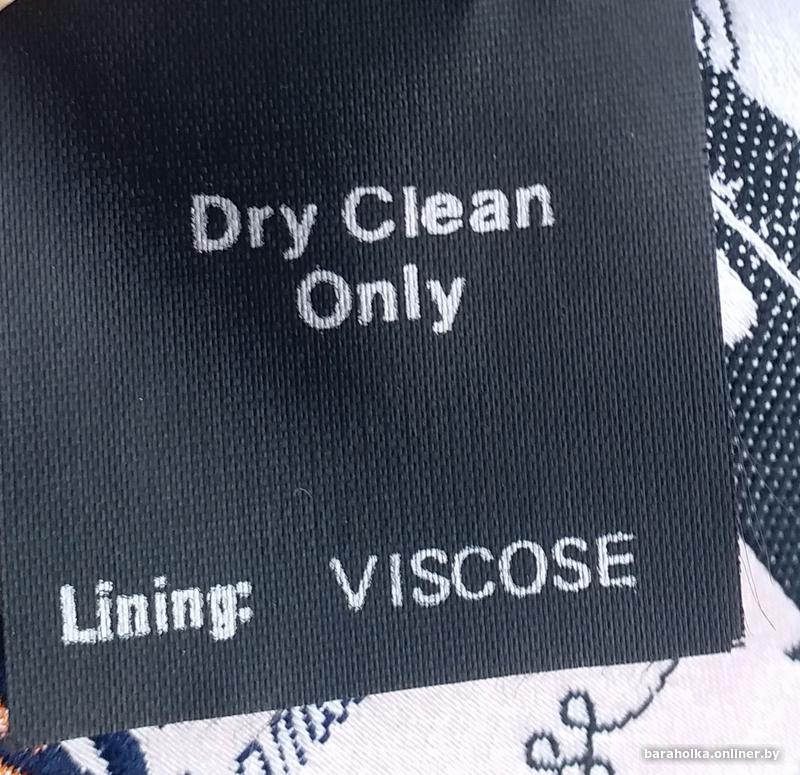 Dry Clean
Only
Lining: VISCOSE
baraholka.onliner.by